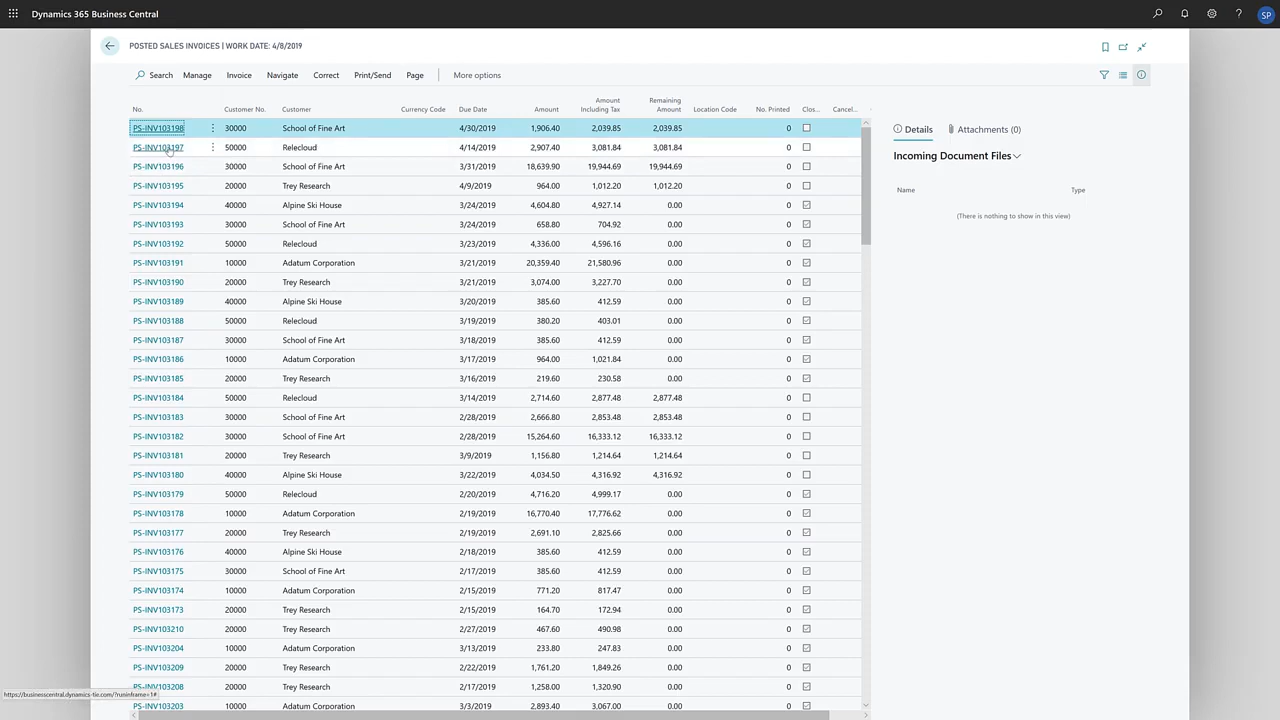 Dynamics 365 Business Central
? SP
POSTED SALES INVOICES | WORK DATE: 4/8/2019
Search Manage Invoice Navigate Correct Print/Send Page More options
No. Customer No. Customer Currency Code Due Date Amount Amount Including Tax Remaining Amount Location Code No. Printed Clos... Cancel...
PS-INV103198 30000 School of Fine Art 4/30/2019 1,906.40 2,039.85 2,039.85 0
PS-INV103197 50000 Relecloud 4/14/2019 2,907.40 3,081.84 3,081.84 0
PS-INV103196 30000 School of Fine Art 3/31/2019 18,639.90 19,944.69 19,944.69 0
PS-INV103195 20000 Trey Research 4/9/2019 964.00 1,012.20 1,012.20 0
PS-INV103194 40000 Alpine Ski House 3/24/2019 4,604.80 4,927.14 0.00 0
PS-INV103193 30000 School of Fine Art 3/24/2019 658.80 704.92 0.00 0
PS-INV103192 50000 Relecloud 3/23/2019 4,336.00 4,596.16 0.00 0
PS-INV103191 10000 Adatum Corporation 3/21/2019 20,359.40 21,580.96 0.00 0
PS-INV103190 20000 Trey Research 3/21/2019 3,074.00 3,227.70 0.00 0
PS-INV103189 40000 Alpine Ski House 3/20/2019 385.60 412.59 0.00 0
PS-INV103188 50000 Relecloud 3/19/2019 380.20 403.01 0.00 0
PS-INV103187 30000 School of Fine Art 3/18/2019 385.60 412.59 0.00 0
PS-INV103186 10000 Adatum Corporation 3/17/2019 964.00 1,021.84 0.00 0
PS-INV103185 20000 Trey Research 3/16/2019 219.60 230.58 0.00 0
PS-INV103184 50000 Relecloud 3/14/2019 2,714.60 2,877.48 2,877.48 0
PS-INV103183 30000 School of Fine Art 2/28/2019 2,666.80 2,853.48 2,853.48 0
PS-INV103182 30000 School of Fine Art 2/28/2019 15,264.60 16,333.12 16,333.12 0
PS-INV103181 20000 Trey Research 3/9/2019 1,156.80 1,214.64 1,214.64 0
PS-INV103180 40000 Alpine Ski House 3/22/2019 4,034.50 4,316.92 4,316.92 0
PS-INV103179 50000 Relecloud 2/20/2019 4,716.20 4,999.17 0.00 0
PS-INV103178 10000 Adatum Corporation 2/19/2019 16,770.40 17,776.62 0.00 0
PS-INV103177 20000 Trey Research 2/19/2019 2,691.10 2,825.66 0.00 0
PS-INV103176 40000 Alpine Ski House 2/18/2019 385.60 412.59 0.00 0
PS-INV103175 30000 School of Fine Art 2/17/2019 385.60 412.59 0.00 0
PS-INV103174 10000 Adatum Corporation 2/15/2019 771.20 817.47 0.00 0
PS-INV103173 20000 Trey Research 2/15/2019 164.70 172.94 0.00 0
PS-INV103210 20000 Trey Research 2/27/2019 467.60 490.98 0.00 0
PS-INV103204 10000 Adatum Corporation 3/13/2019 233.80 247.83 0.00 0
PS-INV103209 20000 Trey Research 2/22/2019 1,761.20 1,849.26 0.00 0
PS-INV103208 20000 Trey Research 2/17/2019 1,258.00 1,320.90 0.00 0
PS-INV103203 10000 Adatum Corporation 3/3/2019 2,893.40 3,067.00 0.00 0
Details Attachments (0)
Incoming Document Files
Name Type
(There is nothing to show in this view)
https://businesscentral.dynamics-tie.com/?runinframe=1#